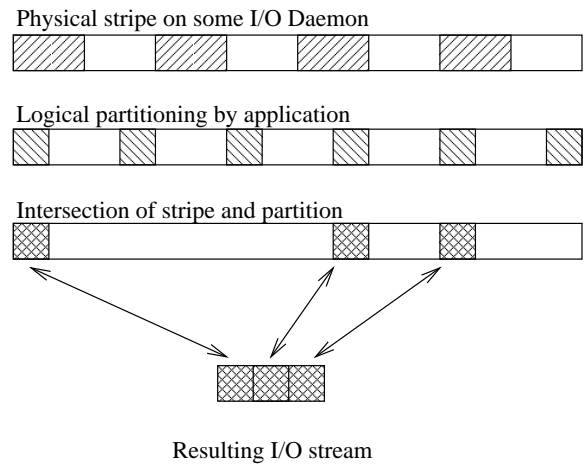 Physical stripe on some I/O Daemon
Logical partitioning by application
Intersection of stripe and partition
Resulting I/O stream